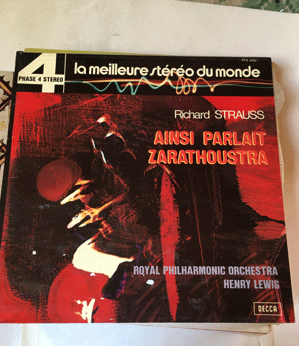 4
PHASE 4 STEREO
la meilleure stéréo du monde
Richard STRAUSS
AINSI PARLAIT
ZARATHOUSTRA
ROYAL PHILHARMONIC ORCHESTRA
HENRY LEWIS
DECCA